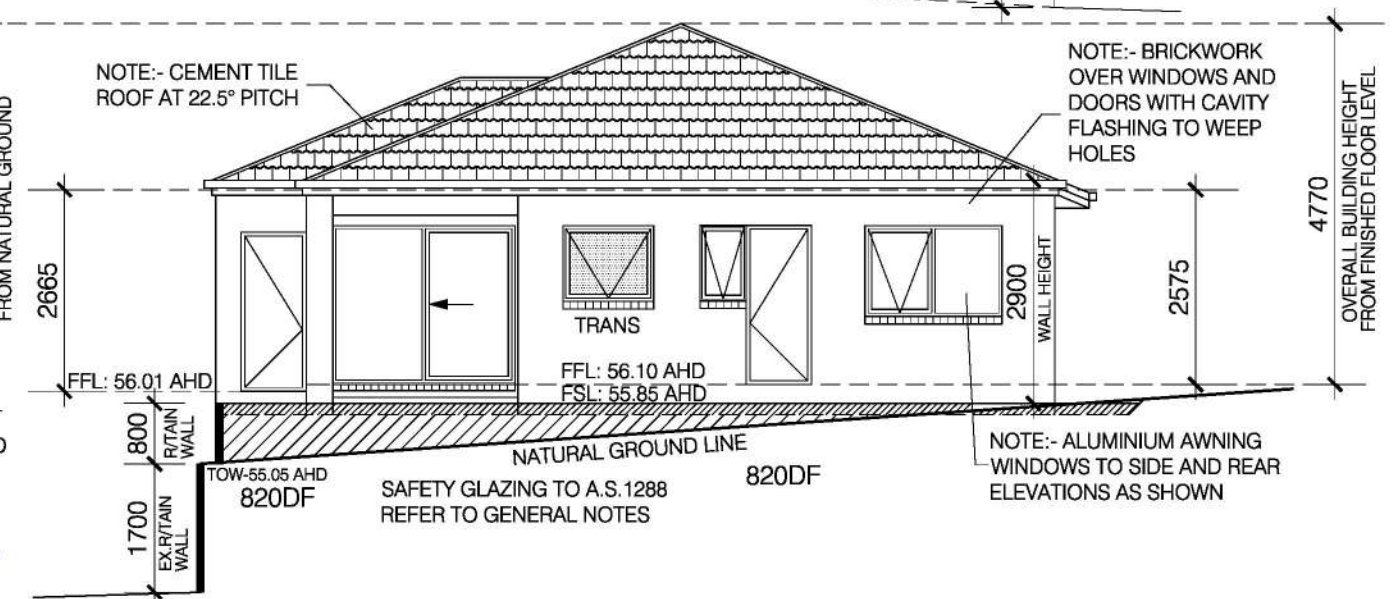 NOTE:- CEMENT TILE
ROOF AT 22.5° PITCH
NOTE:- BRICKWORK
OVER WINDOWS AND
DOORS WITH CAVITY
FLASHING TO WEEP
HOLES
FROM NATURAL GROUND
2665
2900
WALL HEIGHT
2575
4770
OVERALL BUILDING HEIGHT
FROM FINISHED FLOOR LEVEL
TRANS
FFL: 56.01 AHD
FFL: 56.10 AHD
FSL: 55.85 AHD
800
R/TAIN
WALL
NATURAL GROUND LINE
TOW-55.05 AHD
820DF
820DF
SAFETY GLAZING TO A.S.1288
REFER TO GENERAL NOTES
NOTE:- ALUMINIUM AWNING
WINDOWS TO SIDE AND REAR
ELEVATIONS AS SHOWN
1700
EX.R/TAIN
WALL